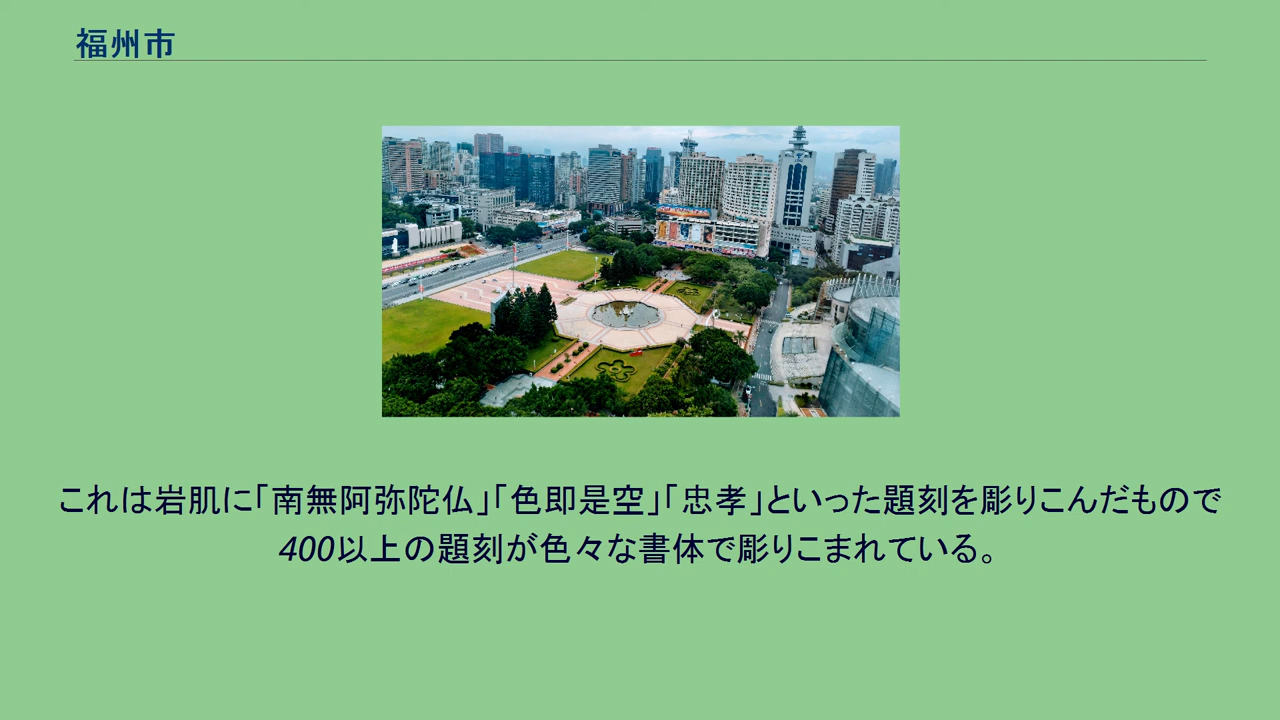 福州市
これは岩肌に「南無阿弥陀仏」「色即是空」「忠孝」といった題刻を彫りこんだもので
400以上の題刻が色々な書体で彫りこまれている。